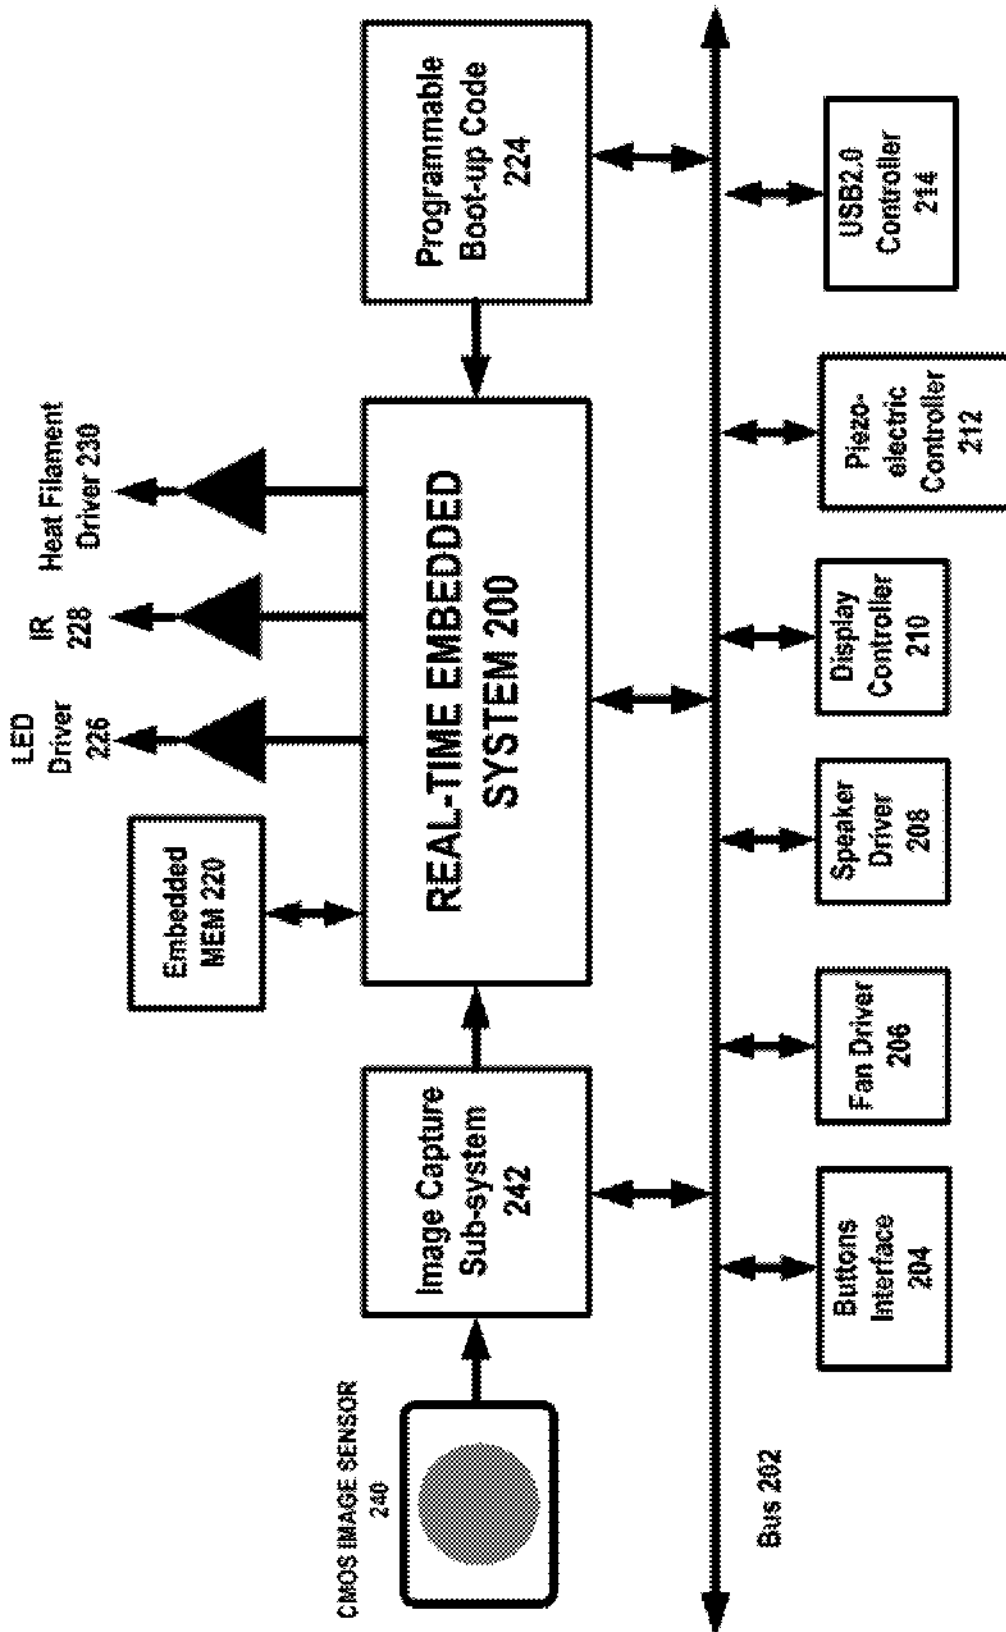 LED
Driver
226
IR
228
Heat Filament
Driver 230
Embedded
MEM 220
CMOS IMAGE SENSOR
240
Image Capture
Sub-system
242
REAL-TIME EMBEDDED
SYSTEM 200
Programmable
Boot-up Code
224
Bus 202
Buttons
Interface
204
Fan Driver
206
Speaker
Driver
208
Display
Controller
210
Piezo-
electric
Controller
212
USB2.0
Controller
214